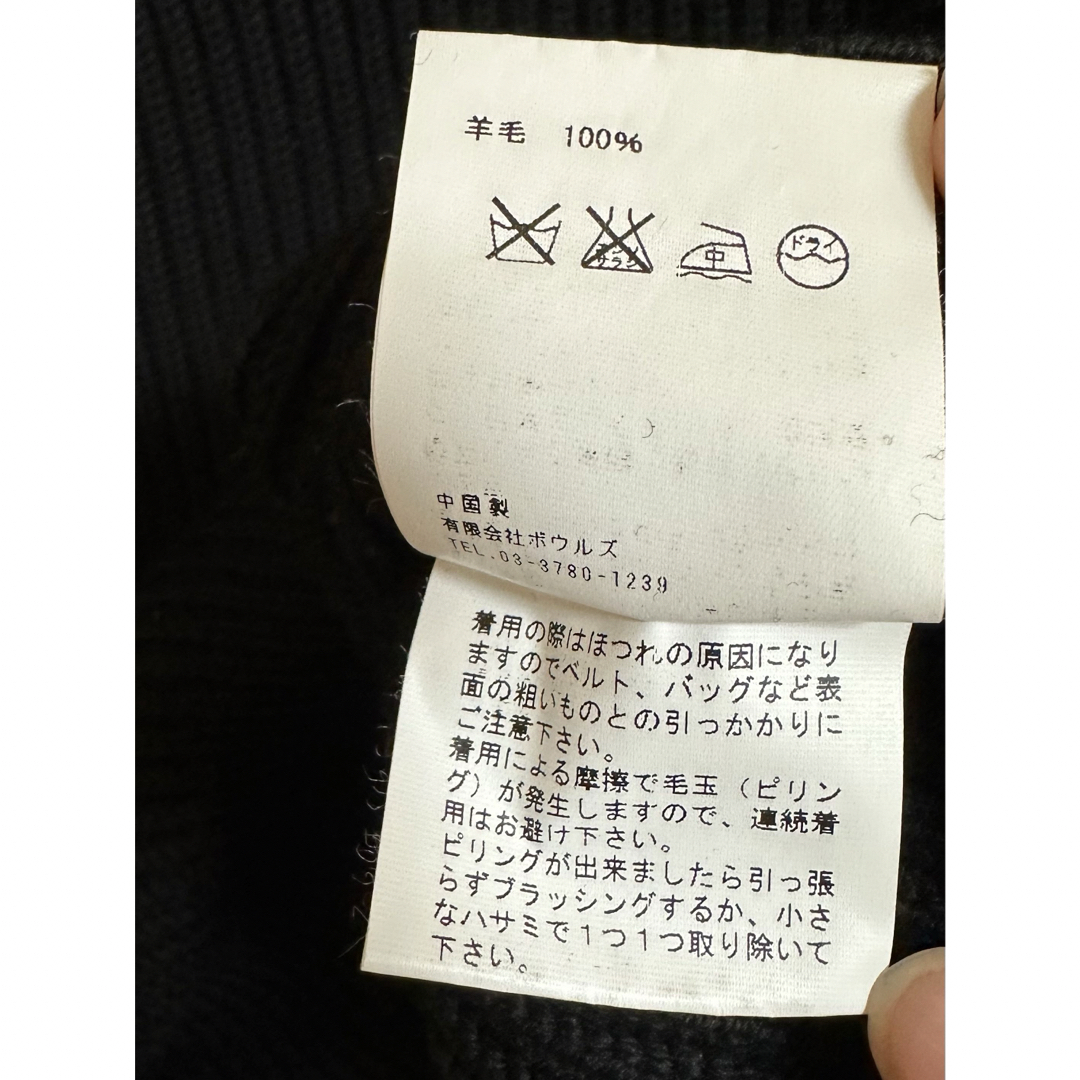 羊毛 100%
エンソ
サラシ
中
ドライ
中国製
有限会社ボウルズ
TEL.03-3780-1239
着用の際はほつれの原因になり
ますのでベルト、バッグなど表
面の粗いものとの引っかかりに
ご注意下さい。
着用による摩擦で毛玉(ピリン
グ)が発生しますので、連続着
用はお避け下さい。
ピリングが出来ましたら引っ張
らずブラッシングするか、小さ
なハサミで1つ1つ取り除いて
下さい。